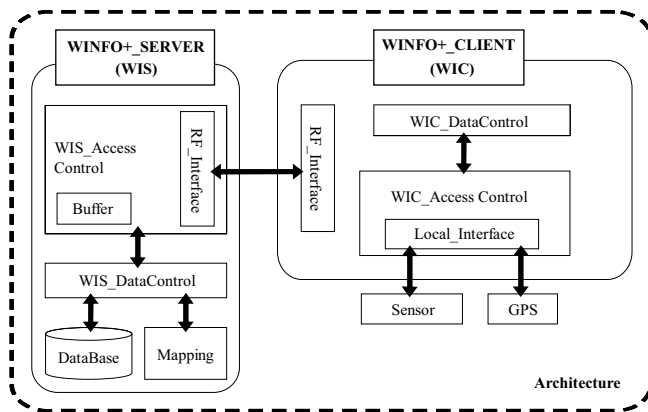 WINFO+_SERVER
(WIS)
WIS_Access
Control
RF_Interface
Buffer
WIS_DataControl
DataBase
Mapping
WINFO+_CLIENT
(WIC)
RF_Interface
WIC_DataControl
WIC_Access Control
Local_Interface
Sensor
GPS
Architecture